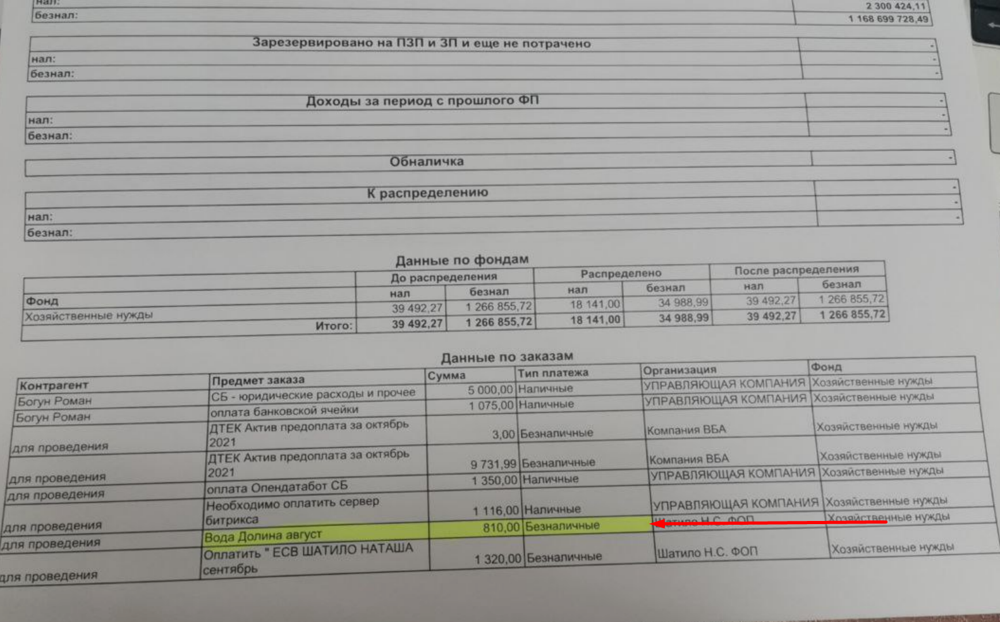 нал: 2 300 424,11
безнал: 1 168 699 728,49
Зарезервировано на ПЗП и ЗП и еще не потрачено -
нал: -
безнал: -
Доходы за период с прошлого ФП -
нал: -
безнал: -
Обналичка -
К распределению -
нал: -
безнал: -
Данные по фондам
До распределения Распределено После распределения
Фонд нал безнал нал безнал нал безнал
Хозяйственные нужды 39 492,27 1 266 855,72 18 141,00 34 988,99 39 492,27 1 266 855,72
Итого: 39 492,27 1 266 855,72 18 141,00 34 988,99 39 492,27 1 266 855,72
Данные по заказам
Контрагент Предмет заказа Сумма Тип платежа Организация Фонд
Богун Роман СБ - юридические расходы и прочее 5 000,00 Наличные УПРАВЛЯЮЩАЯ КОМПАНИЯ Хозяйственные нужды
Богун Роман оплата банковской ячейки 1 075,00 Наличные УПРАВЛЯЮЩАЯ КОМПАНИЯ Хозяйственные нужды
ДТЕК Актив предоплата за октябрь
для проведения 2021 3,00 Безналичные Компания ВБА Хозяйственные нужды
ДТЕК Актив предоплата за октябрь
для проведения 2021 9 731,99 Безналичные Компания ВБА Хозяйственные нужды
для проведения оплата Опендатабот СБ 1 350,00 Наличные УПРАВЛЯЮЩАЯ КОМПАНИЯ Хозяйственные нужды
Необходимо оплатить сервер
для проведения битрикса 1 116,00 Наличные УПРАВЛЯЮЩАЯ КОМПАНИЯ Хозяйственные нужды
для проведения Вода Долина август 810,00 Безналичные Шатило Н.С. ФОП Хозяйственные нужды
Оплатить " ЕСВ ШАТИЛО НАТАША
для проведения сентябрь 1 320,00 Безналичные Шатило Н.С. ФОП Хозяйственные нужды